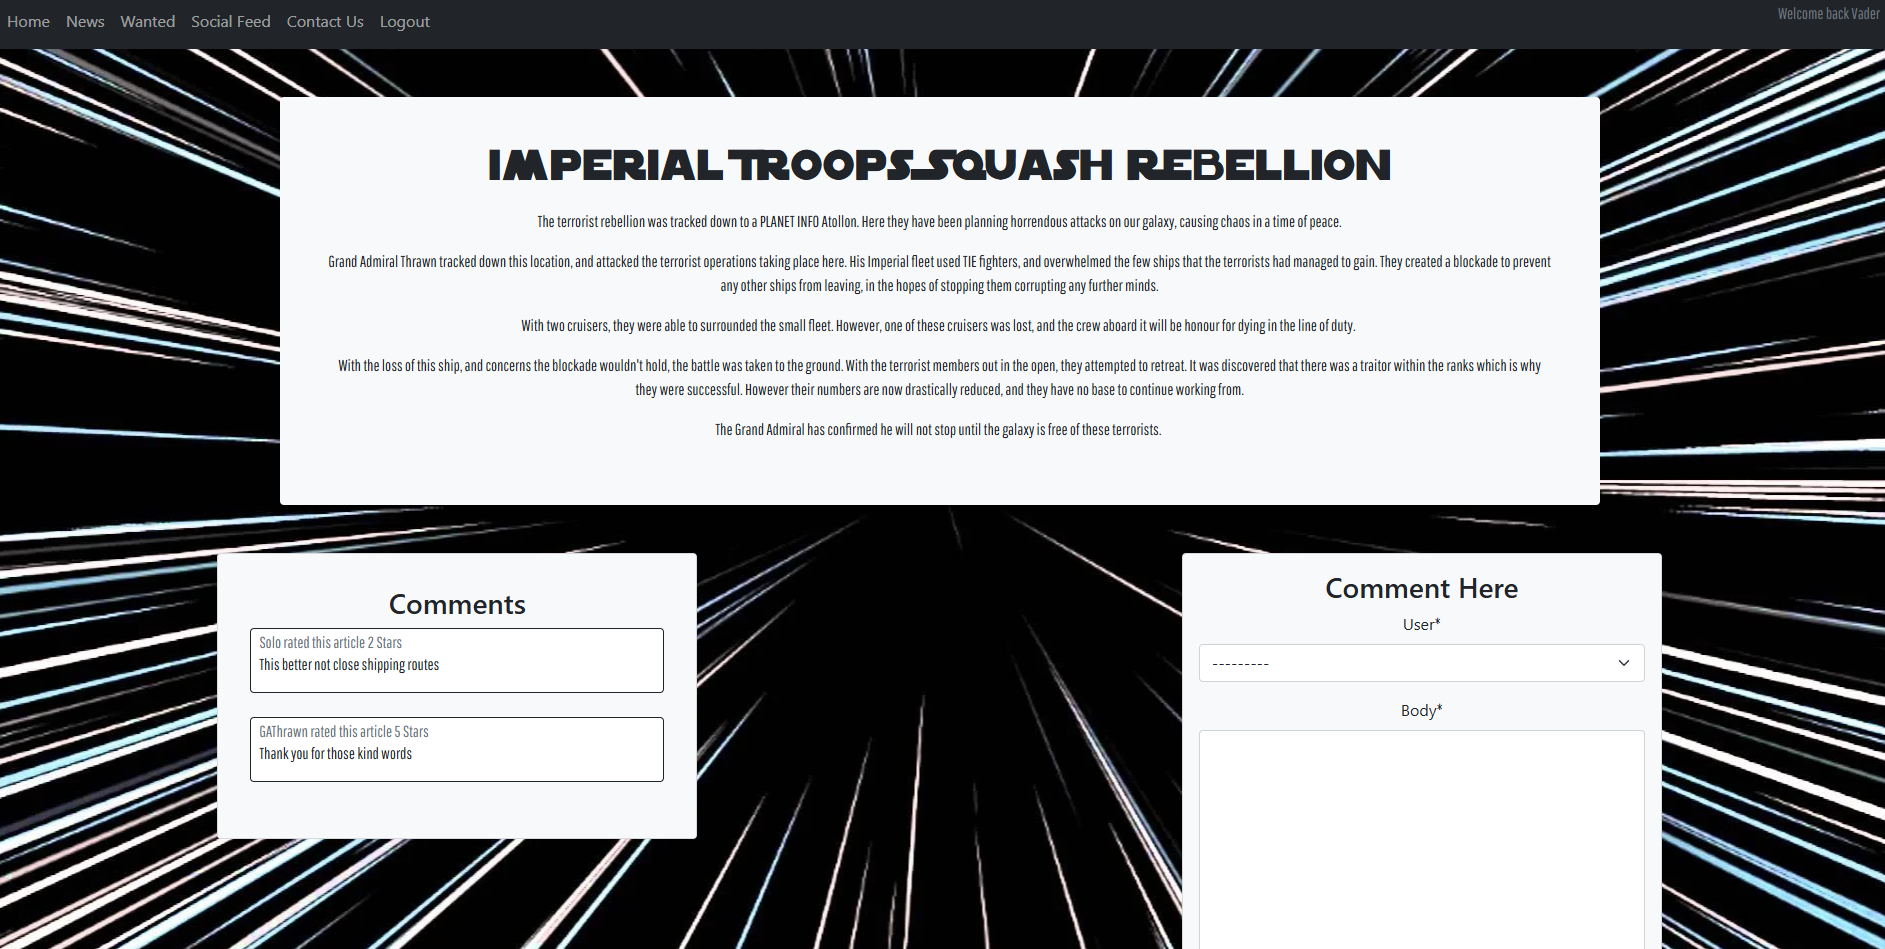 Home News Wanted Social Feed Contact Us Logout
Welcome back Vader
IMPERIAL TROOPS SQUASH REBELLION
The terrorist rebellion was tracked down to a PLANET INFO Atollon. Here they have been planning horrendous attacks on our galaxy, causing chaos in a time of peace.
Grand Admiral Thrawn tracked down this location, and attacked the terrorist operations taking place here. His Imperial fleet used TIE fighters, and overwhelmed the few ships that the terrorists had managed to gain. They created a blockade to prevent
any other ships from leaving, in the hopes of stopping them corrupting any further minds.
With two cruisers, they were able to surrounded the small fleet. However, one of these cruisers was lost, and the crew aboard it will be honour for dying in the line of duty.
With the loss of this ship, and concerns the blockade wouldn't hold, the battle was taken to the ground. With the terrorist members out in the open, they attempted to retreat. It was discovered that there was a traitor within the ranks which is why
they were successful. However their numbers are now drastically reduced, and they have no base to continue working from.
The Grand Admiral has confirmed he will not stop until the galaxy is free of these terrorists.
Comments
Solo rated this article 2 Stars
This better not close shipping routes
GAThrawn rated this article 5 Stars
Thank you for those kind words
Comment Here
User*
---------
Body*